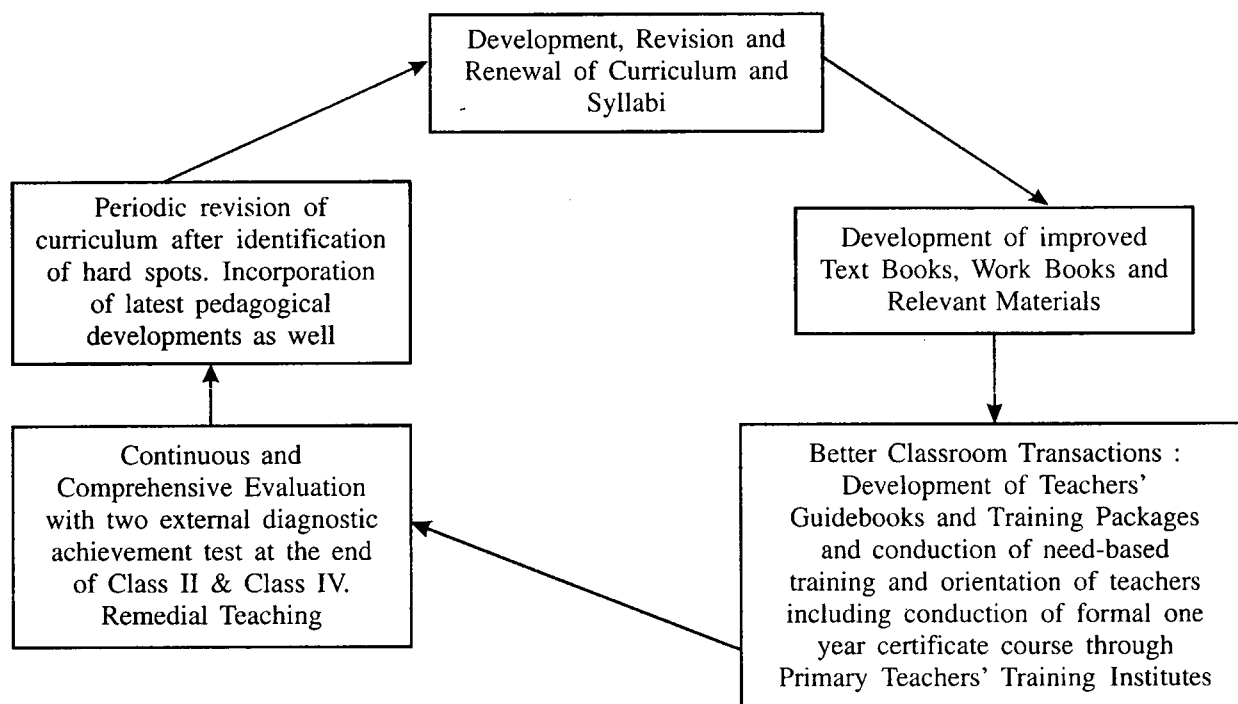 Development, Revision and
Renewal of Curriculum and
Syllabi
Development of improved
Text Books, Work Books and
Relevant Materials
Better Classroom Transactions :
Development of Teachers'
Guidebooks and Training Packages
and conduction of need-based
training and orientation of teachers
including conduction of formal one
year certificate course through
Primary Teachers' Training Institutes
Continuous and
Comprehensive Evaluation
with two external diagnostic
achievement test at the end
of Class II & Class IV.
Remedial Teaching
Periodic revision of
curriculum after identification
of hard spots. Incorporation
of latest pedagogical
developments as well